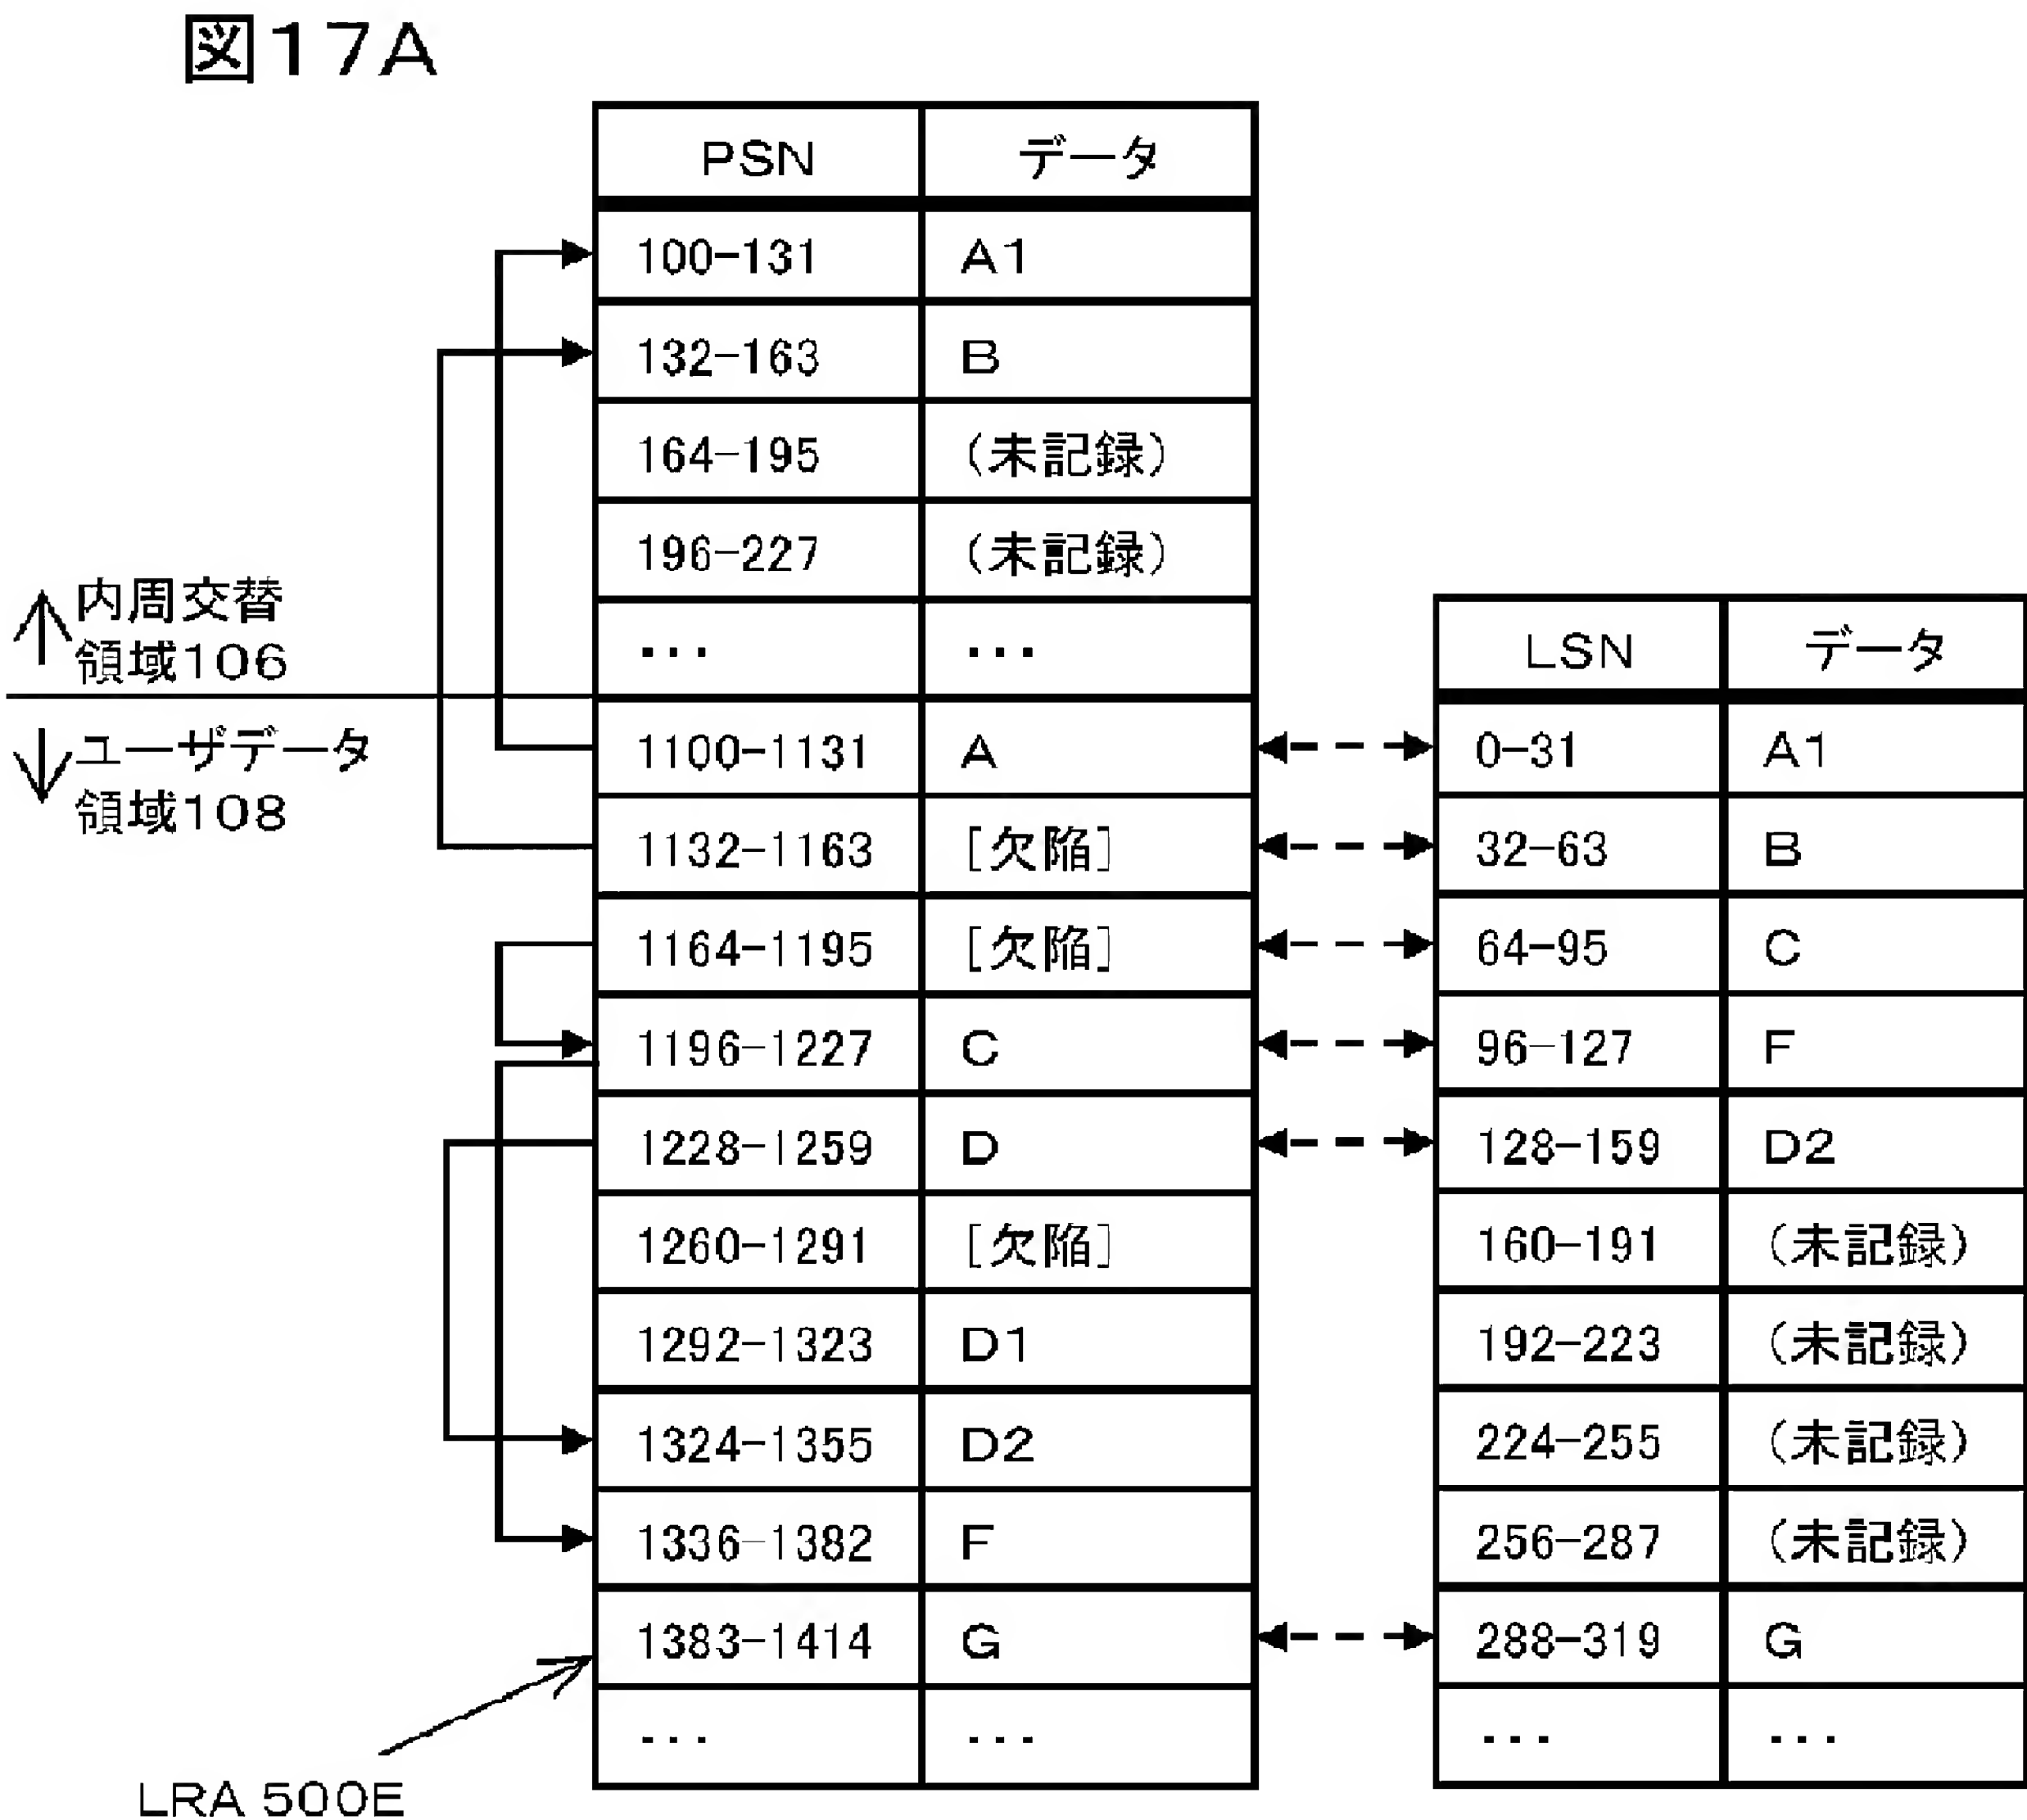 図17A
PSN データ
100-131 A1
132-163 B
164-195 (未記録)
196-227 (未記録)
... ...
1100-1131 A
1132-1163 [欠陥]
1164-1195 [欠陥]
1196-1227 C
1228-1259 D
1260-1291 [欠陥]
1292-1323 D1
1324-1355 D2
1336-1382 F
1383-1414 G
... ...
↑内周交替
領域106
↓ユーザデータ
領域108
LRA 500E
LSN データ
0-31 A1
32-63 B
64-95 C
96-127 F
128-159 D2
160-191 (未記録)
192-223 (未記録)
224-255 (未記録)
256-287 (未記録)
288-319 G
... ...